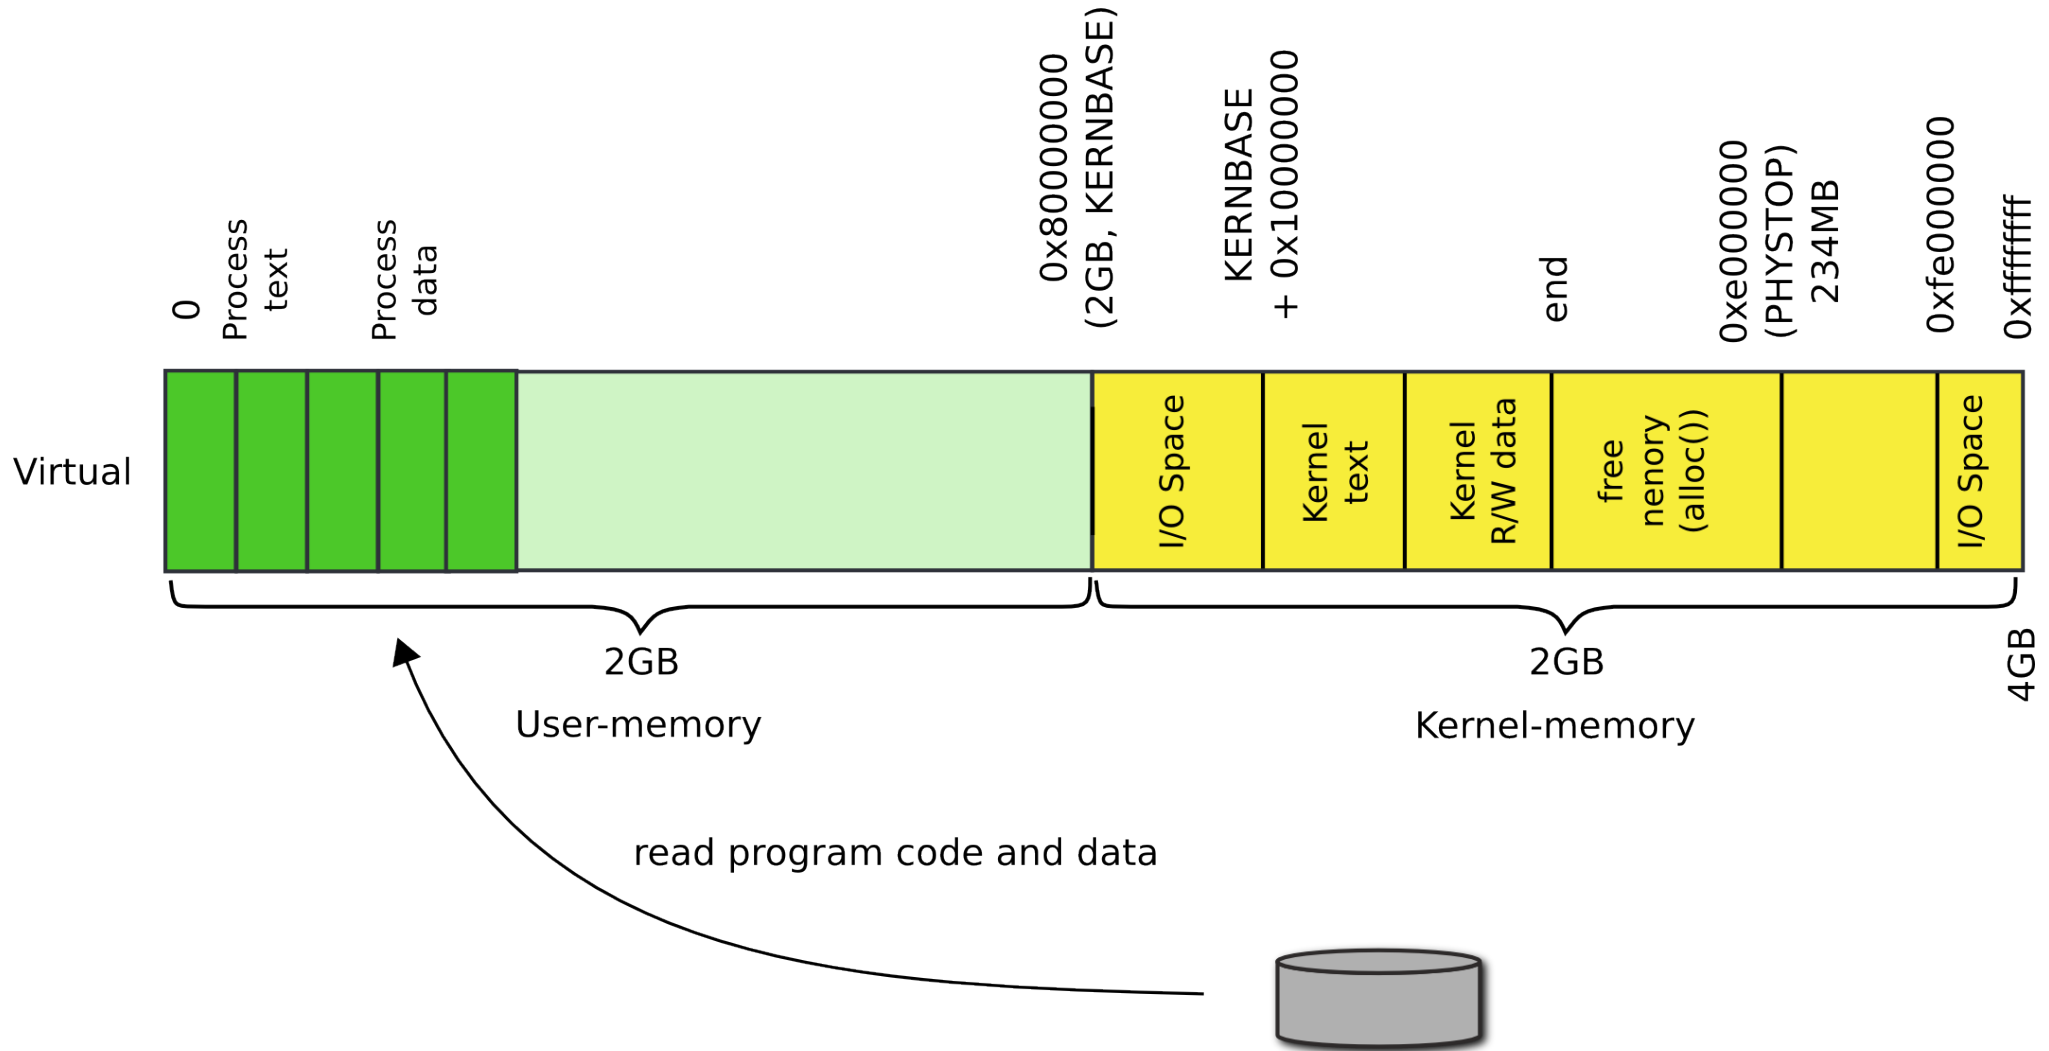 0
Process
text
Process
data
0x80000000
(2GB, KERNBASE)
KERNBASE
+ 0x10000000
end
0xe000000
(PHYSTOP)
234MB
0xfe000000
0xffffffff
Virtual
I/O Space
Kernel
text
Kernel
R/W data
free
nenory
(alloc())
I/O Space
2GB
User-memory
2GB
Kernel-memory
4GB
read program code and data